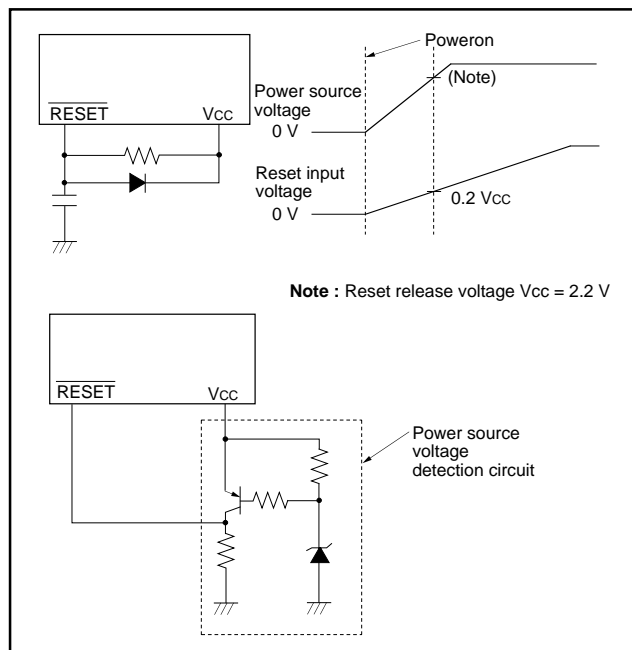 Poweron
(Note)
RESET VCC
Power source
voltage
0 V
Reset input
voltage
0 V
0.2 VCC
Note : Reset release voltage Vcc = 2.2 V
RESET VCC
Power source
voltage
detection circuit